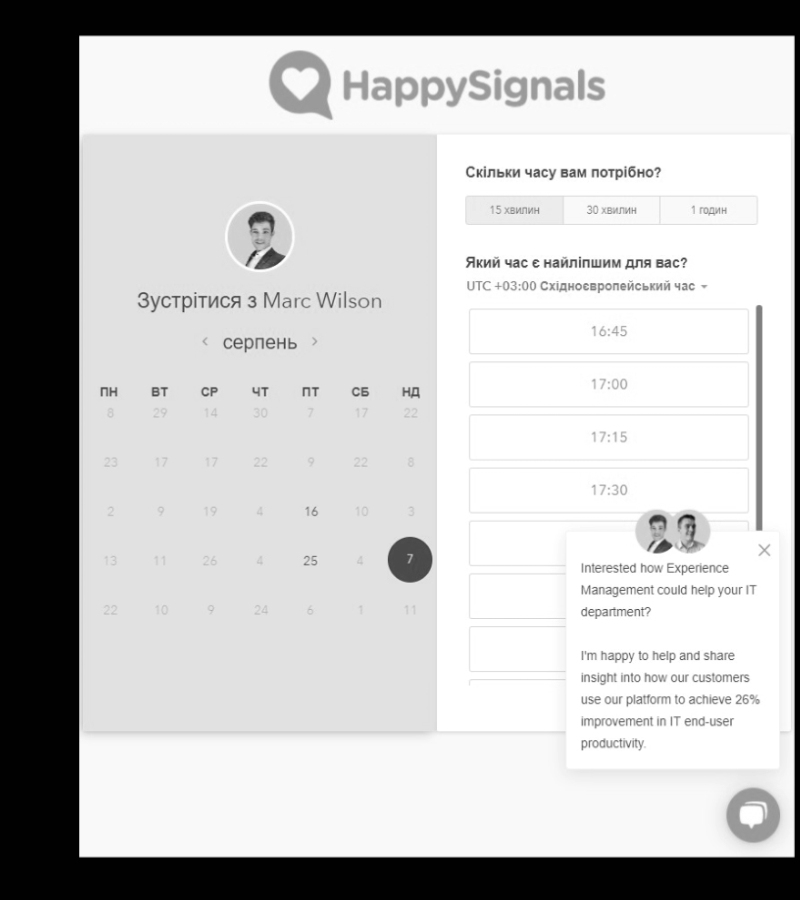 HappySignals
Зустрітися з Marc Wilson
серпень
ПН ВТ СР ЧТ ПТ СБ НД
8 29 14 30 7 17 22
23 17 17 22 9 22 8
2 9 19 4 16 10 3
13 11 26 4 25 4 7
22 10 9 24 6 1 11
Скільки часу вам потрібно?
15 хвилин 30 хвилин 1 годин
Який час є найліпшим для вас?
UTC +03:00 Східноєвропейський час
16:45
17:00
17:15
17:30
Interested how Experience
Management could help your IT
department?
I'm happy to help and share
insight into how our customers
use our platform to achieve 26%
improvement in IT end-user
productivity.